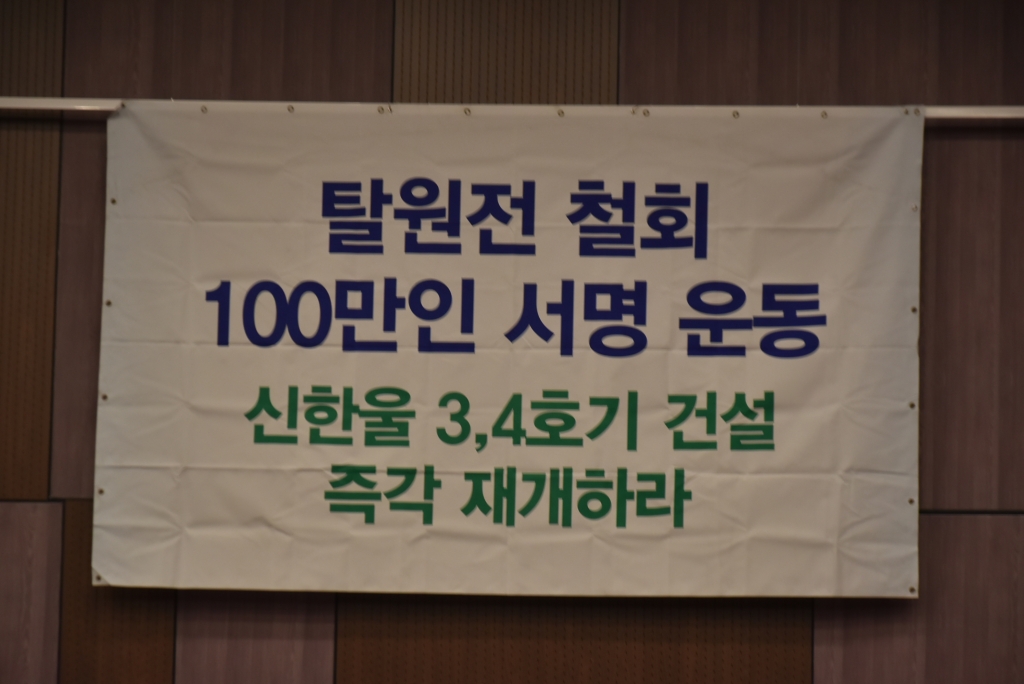 탈원전 철회
100만인 서명 운동
신한울 3,4호기 건설
즉각 재개하라